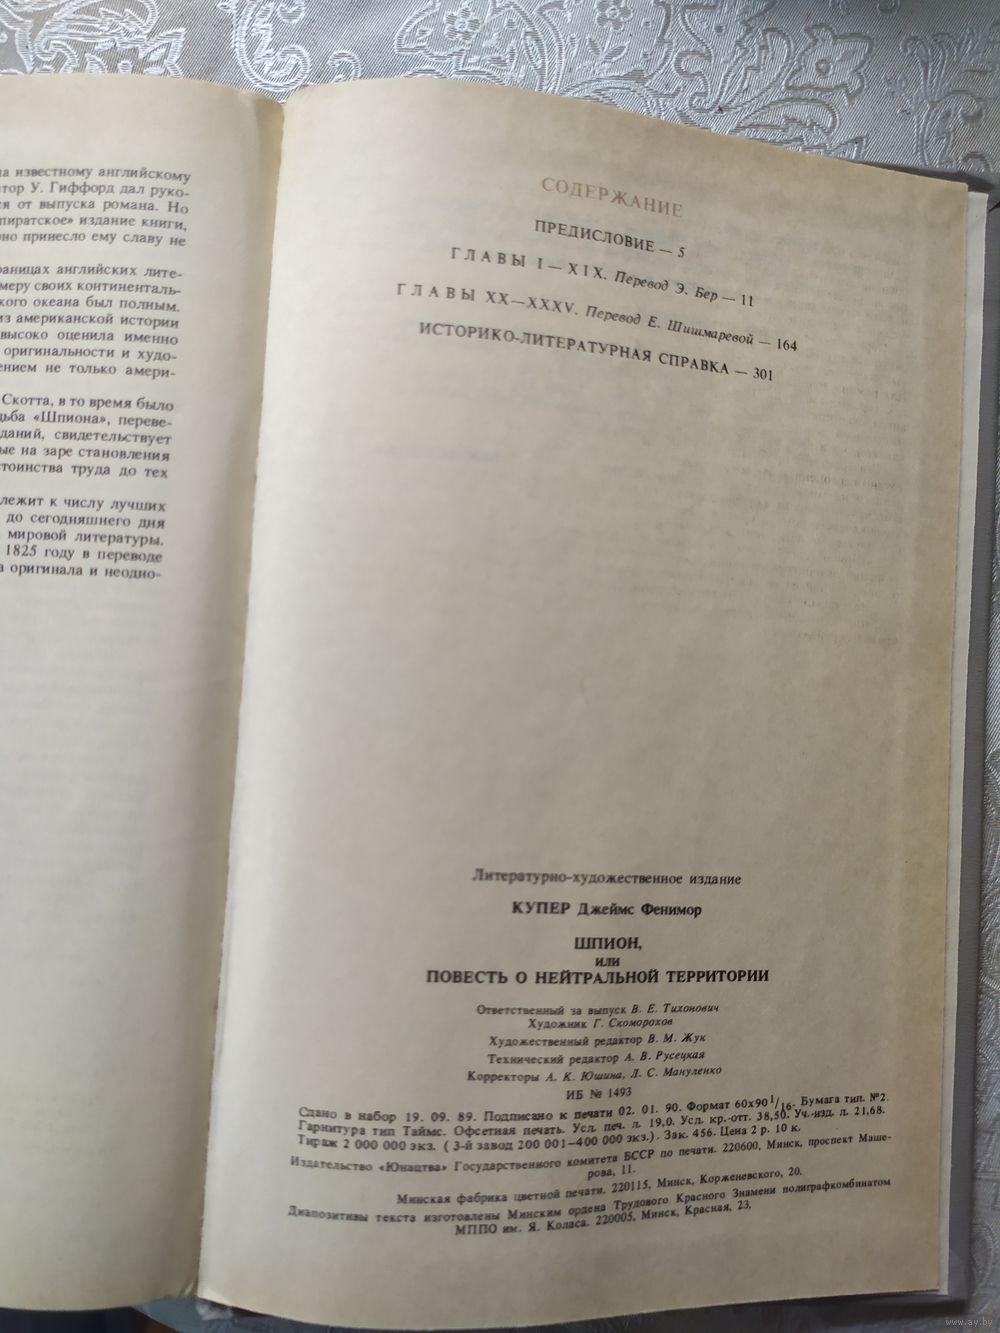 на известному английскому
тор У. Гиффорд дал руко-
ся от выпуска романа. Но
пиратское» издание книги,
но принесло ему славу не
раницах английских лите-
меру своих континенталь-
кого океана был полным.
из американской истории
высоко оценила именно
оригинальности и худо-
ением не только амери-
Скотта, в то время было
дьба «Шпиона», переве-
даний, свидетельствует
ые на заре становления
стоинства труда до тех
лежит к числу лучших
до сегодняшнего дня
мировой литературы.
1825 году в переводе
а оригинала и неодно-
СОДЕРЖАНИЕ
ПРЕДИСЛОВИЕ — 5
ГЛАВЫ I—XIX. Перевод Э. Бер — 11
ГЛАВЫ XX—XXXV. Перевод Е. Шишмаревой — 164
ИСТОРИКО-ЛИТЕРАТУРНАЯ СПРАВКА — 301
Литературно-художественное издание
КУПЕР Джеймс Фенимор
ШПИОН,
или
ПОВЕСТЬ О НЕЙТРАЛЬНОЙ ТЕРРИТОРИИ
Ответственный за выпуск В. Е. Тихонович
Художник Г. Скоморохов
Художественный редактор В. М. Жук
Технический редактор А. В. Русецкая
Корректоры А. К. Юшина, Л. С. Мануленко
ИБ № 1493
Сдано в набор 19. 09. 89. Подписано к печати 02. 01. 90. Формат 60x90 1/16. Бумага тип. №2.
Гарнитура тип Таймс. Офсетная печать. Усл. печ. л. 19,0. Усл. кр.-отт. 38,50. Уч.-изд. л. 21,68.
Тираж 2 000 000 экз. ( 3-й завод 200 001—400 000 экз.). Зак. 456. Цена 2 р. 10 к.
Издательство «Юнацтва» Государственного комитета БССР по печати. 220600, Минск, проспект Маше-
рова, 11.
Минская фабрика цветной печати. 220115, Минск, Корженевского, 20.
Диапозитивы текста изготовлены Минским ордена Трудового Красного Знамени полиграфкомбинатом
МППО им. Я. Коласа. 220005, Минск, Красная, 23.
www.ay.by